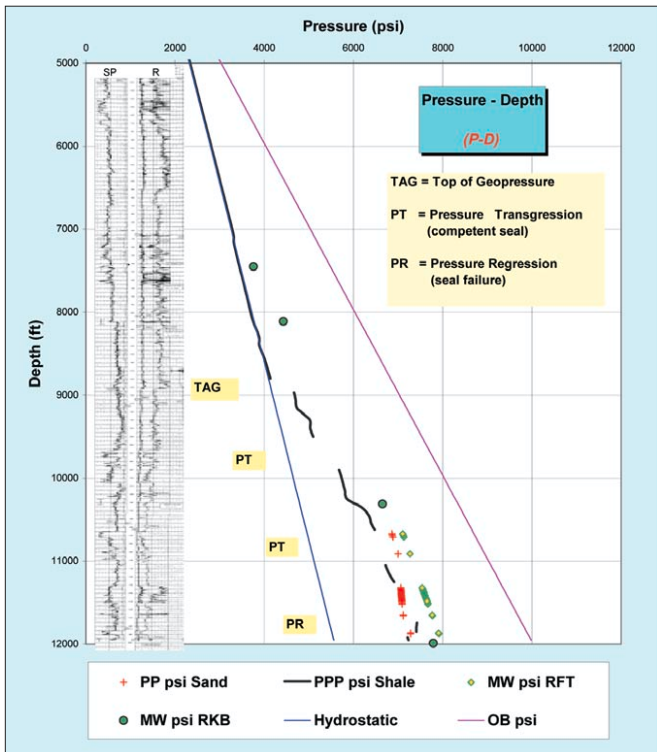 Pressure (psi)
0 2000 4000 6000 8000 10000 12000
Depth (ft)
5000
6000
7000
8000
9000
10000
11000
12000
SP R
Pressure - Depth
(P-D)
TAG = Top of Geopressure
PT = Pressure Transgression
(competent seal)
PR = Pressure Regression
(seal failure)
TAG
PT
PT
PR
PP psi Sand PPP psi Shale MW psi RFT
MW psi RKB Hydrostatic OB psi